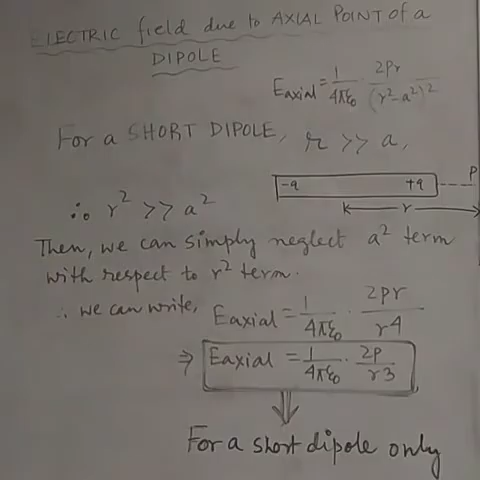 ELECTRIC field due to AXIAL POINT of a
DIPOLE
Eaxial = 1/4πε0 · 2pr/(r²-a²)²
For a SHORT DIPOLE, r >> a,
-q +q P
r
∴ r² >> a²
Then, we can simply neglect a² term
with respect to r² term.
∴ we can write, Eaxial = 1/4πε0 · 2pr/r4
⇒ Eaxial = 1/4πε0 · 2p/r3
For a short dipole only